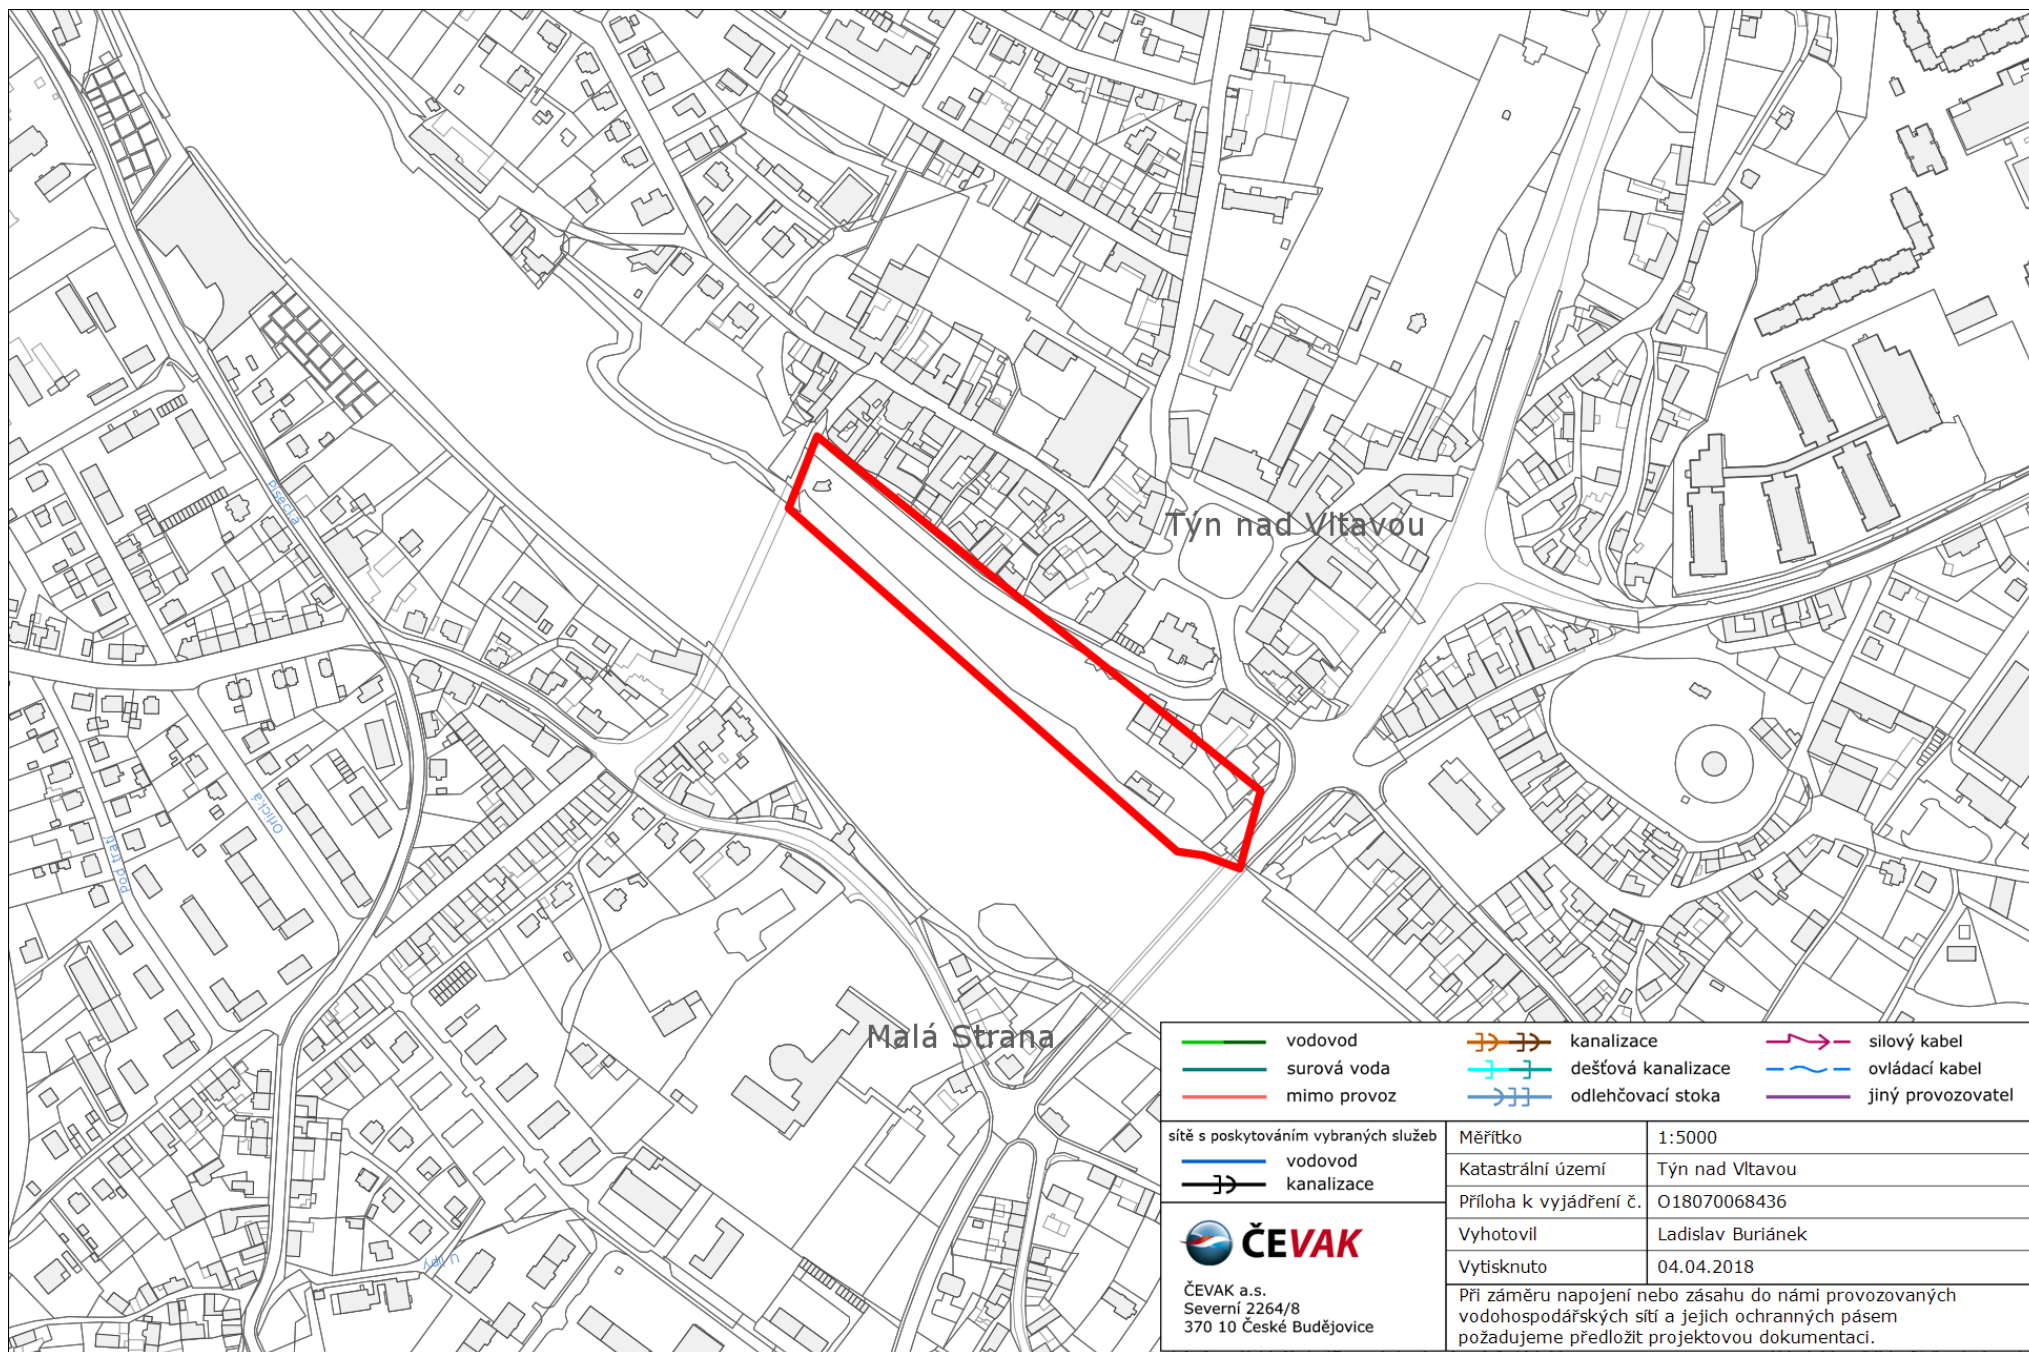 Písecká
Týn nad Vltavou
Orlická
Pod tratí
Malá Strana
U lípy
vodovod
surová voda
mimo provoz
kanalizace
dešťová kanalizace
odlehčovací stoka
silový kabel
ovládací kabel
jiný provozovatel
sítě s poskytováním vybraných služeb
vodovod
kanalizace
ČEVAK
ČEVAK a.s.
Severní 2264/8
370 10 České Budějovice
Měřítko 1:5000
Katastrální území Týn nad Vltavou
Příloha k vyjádření č. O18070068436
Vyhotovil Ladislav Buriánek
Vytisknuto 04.04.2018
Při záměru napojení nebo zásahu do námi provozovaných
vodohospodářských sítí a jejich ochranných pásem
požadujeme předložit projektovou dokumentaci.